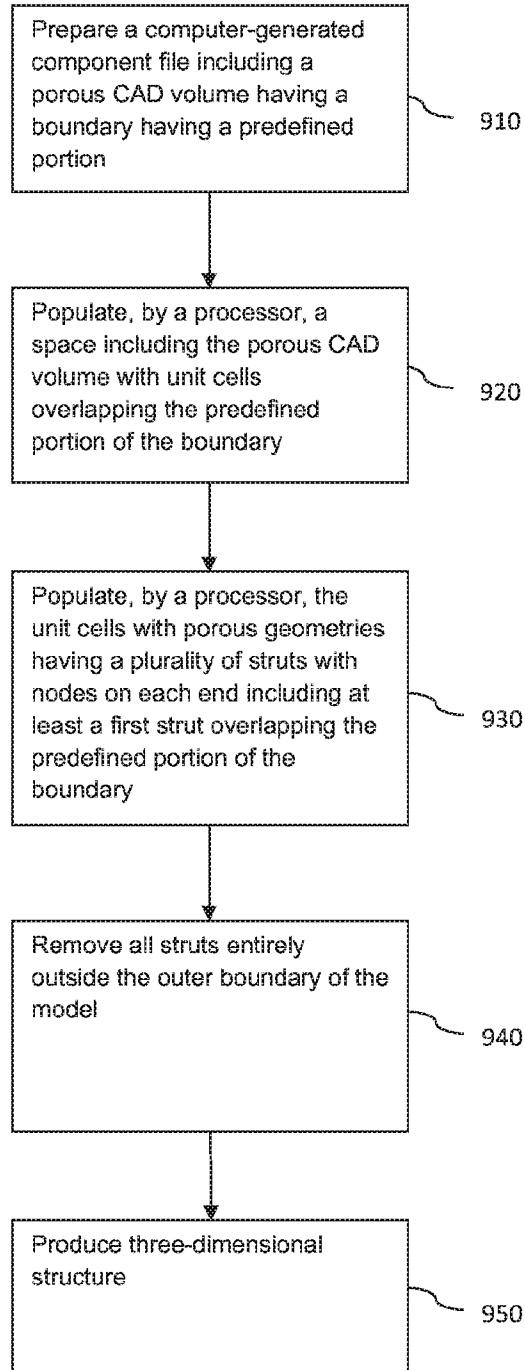 Prepare a computer-generated
component file including a
porous CAD volume having a
boundary having a predefined
portion
910
Populate, by a processor, a
space including the porous CAD
volume with unit cells
overlapping the predefined
portion of the boundary
920
Populate, by a processor, the
unit cells with porous geometries
having a plurality of struts with
nodes on each end including at
least a first strut overlapping the
predefined portion of the
boundary
930
Remove all struts entirely
outside the outer boundary of the
model
940
Produce three-dimensional
structure
950